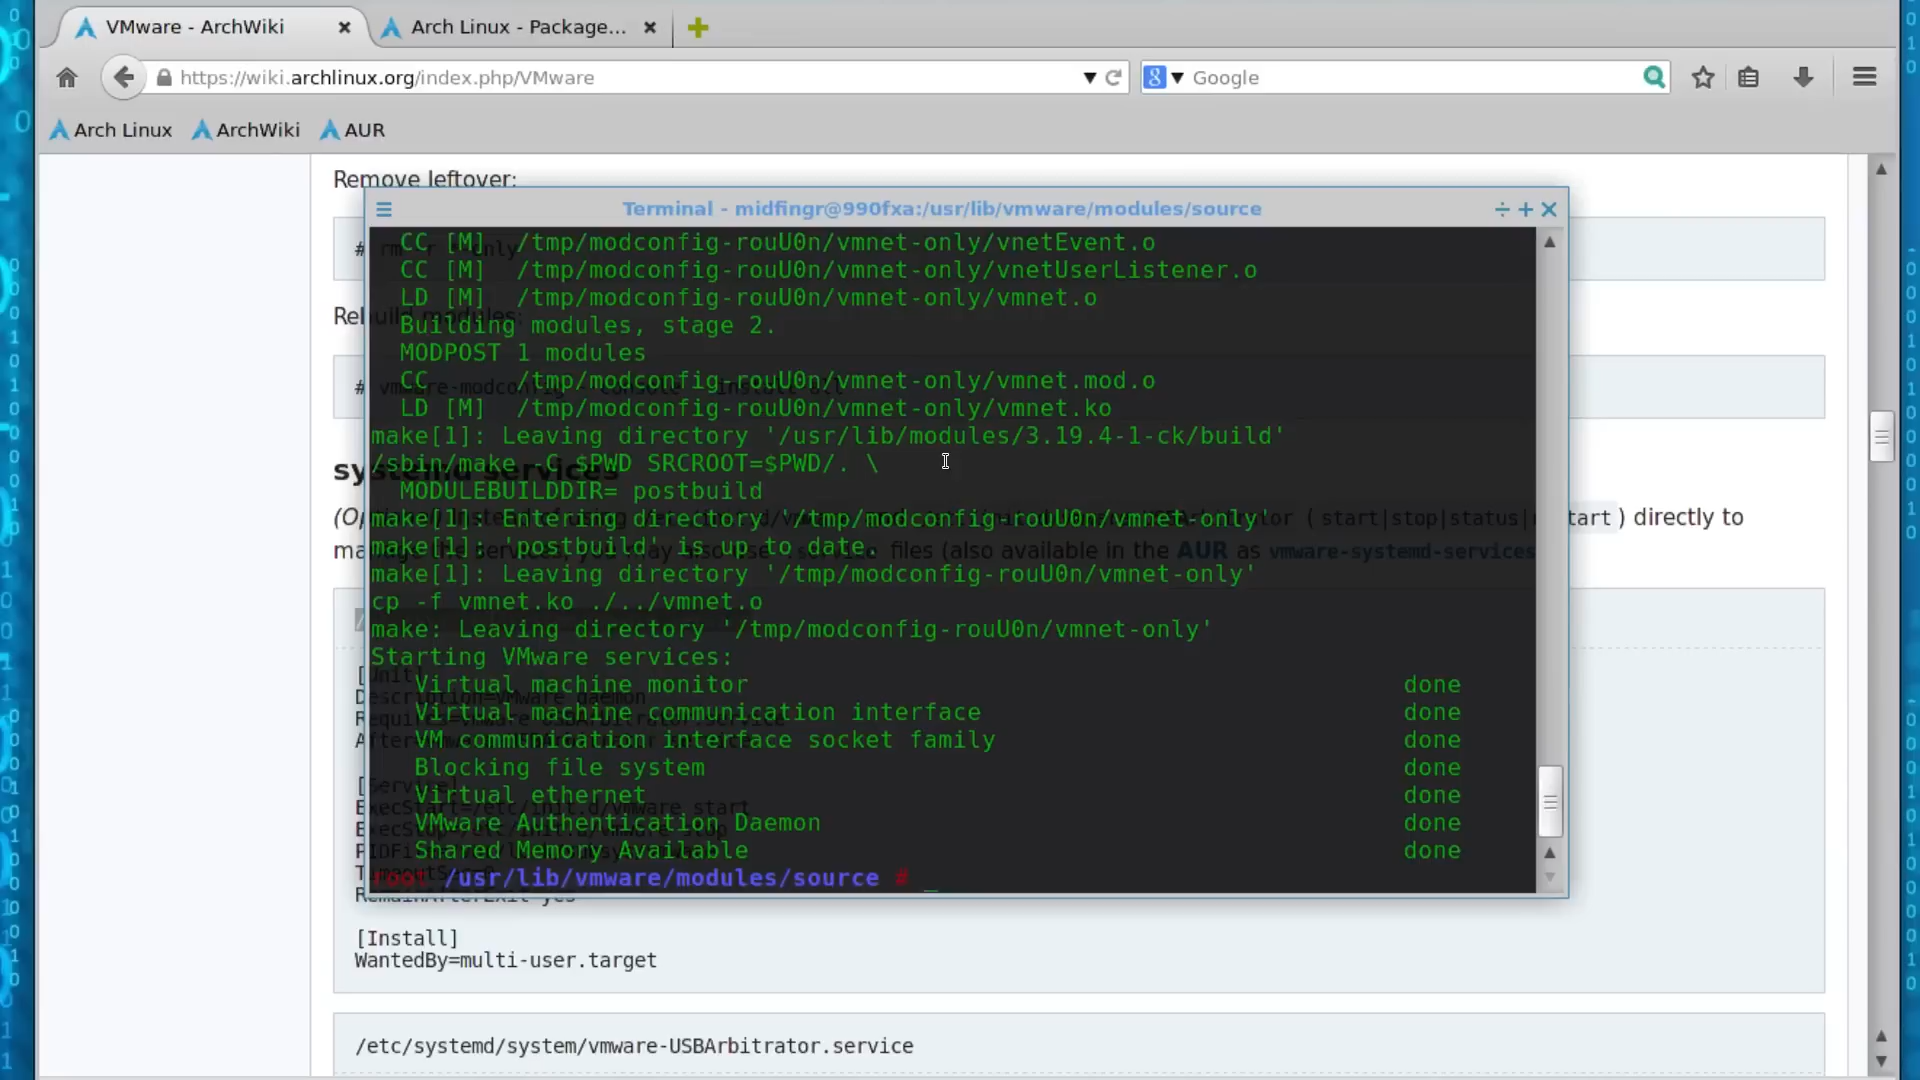 VMware - ArchWiki
Arch Linux - Package...
https://wiki.archlinux.org/index.php/VMware
Google
Arch Linux
ArchWiki
AUR
Remove leftover:
Terminal - midfingr@990fxa:/usr/lib/vmware/modules/source
CC [M]  /tmp/modconfig-rouU0n/vmnet-only/vnetEvent.o
CC [M]  /tmp/modconfig-rouU0n/vmnet-only/vnetUserListener.o
LD [M]  /tmp/modconfig-rouU0n/vmnet-only/vmnet.o
Building modules, stage 2.
MODPOST 1 modules
CC      /tmp/modconfig-rouU0n/vmnet-only/vmnet.mod.o
LD [M]  /tmp/modconfig-rouU0n/vmnet-only/vmnet.ko
make[1]: Leaving directory '/usr/lib/modules/3.19.4-1-ck/build'
/sbin/make -C $PWD SRCROOT=$PWD/. \
MODULEBUILDDIR= postbuild
make[1]: Entering directory '/tmp/modconfig-rouU0n/vmnet-only'
make[1]: 'postbuild' is up to date.
make[1]: Leaving directory '/tmp/modconfig-rouU0n/vmnet-only'
cp -f vmnet.ko ./../vmnet.o
make: Leaving directory '/tmp/modconfig-rouU0n/vmnet-only'
Starting VMware services:
Virtual machine monitor done
Virtual machine communication interface done
VM communication interface socket family done
Blocking file system done
Virtual ethernet done
VMware Authentication Daemon done
Shared Memory Available done
root /usr/lib/vmware/modules/source #
systemd services
start|stop|status| ) directly to
files (also available in the AUR as vmware-systemd-services
[Install]
WantedBy=multi-user.target
/etc/systemd/system/vmware-USBArbitrator.service